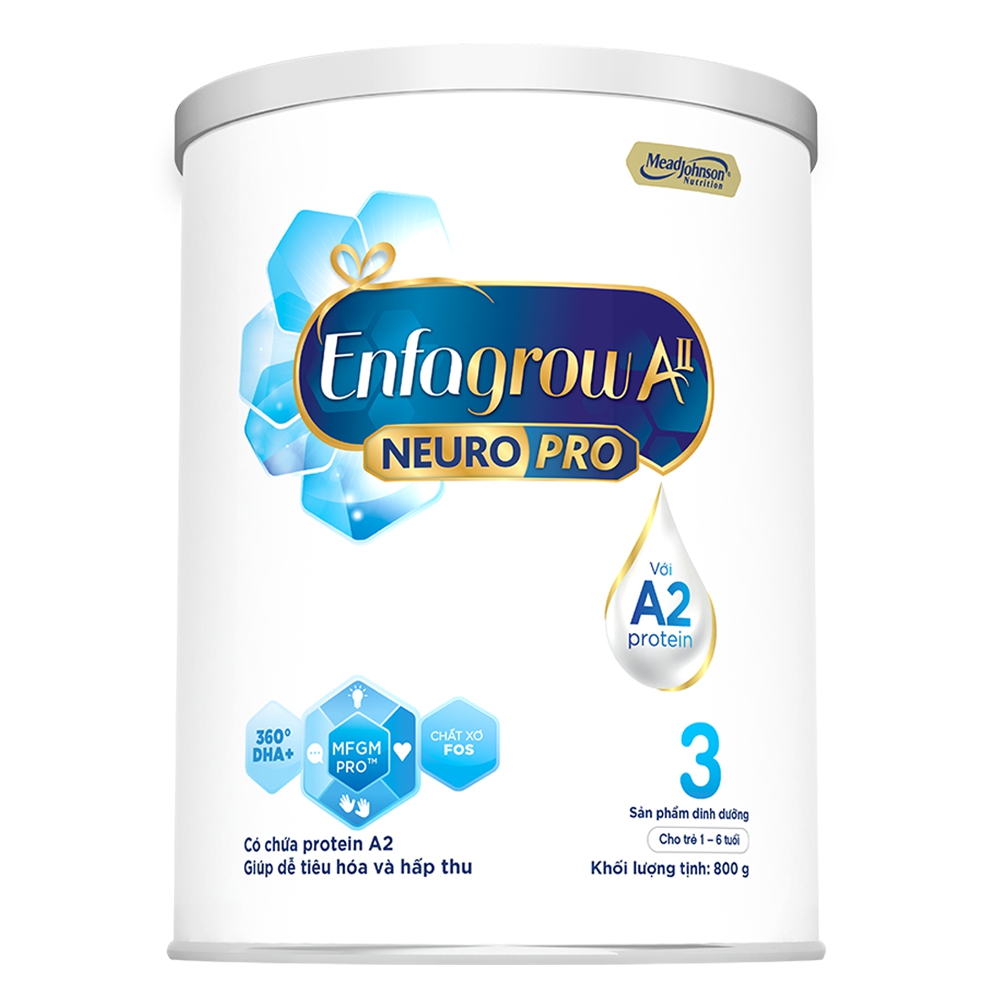 MeadJohnson®
Nutrition
Enfagrow AII
NEURO PRO
Với
A2
protein
360°
DHA+
MFGM
PRO™
CHẤT XƠ
FOS
3
Sản phẩm dinh dưỡng
Cho trẻ 1 – 6 tuổi
Khối lượng tịnh: 800 g
Có chứa protein A2
Giúp dễ tiêu hóa và hấp thu